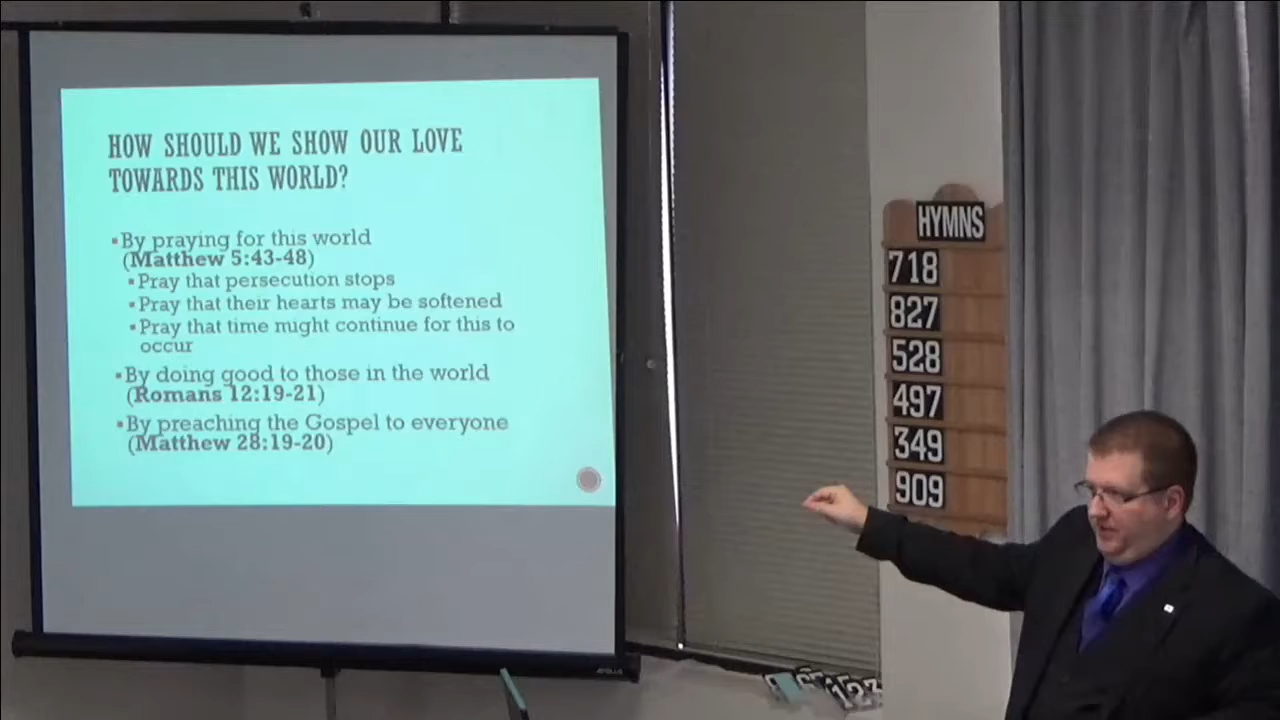 HOW SHOULD WE SHOW OUR LOVE
TOWARDS THIS WORLD?
▪By praying for this world
(Matthew 5:43-48)
▪Pray that persecution stops
▪Pray that their hearts may be softened
▪Pray that time might continue for this to
occur
▪By doing good to those in the world
(Romans 12:19-21)
▪By preaching the Gospel to everyone
(Matthew 28:19-20)
HYMNS
718
827
528
497
349
909
APOLLO
123